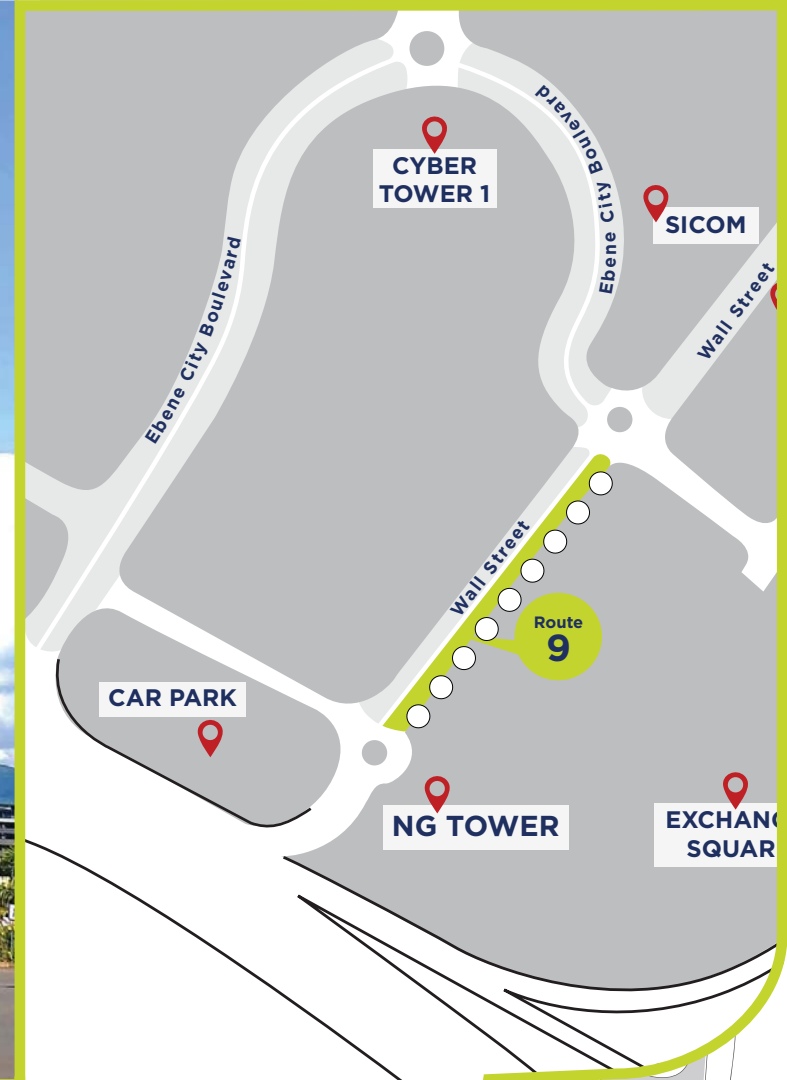 Ebene City Boulevard
CYBER
TOWER 1
SICOM
Ebene City Boulevard
Wall Street
Wall Street
Route
9
CAR PARK
NG TOWER
EXCHANG
SQUAR